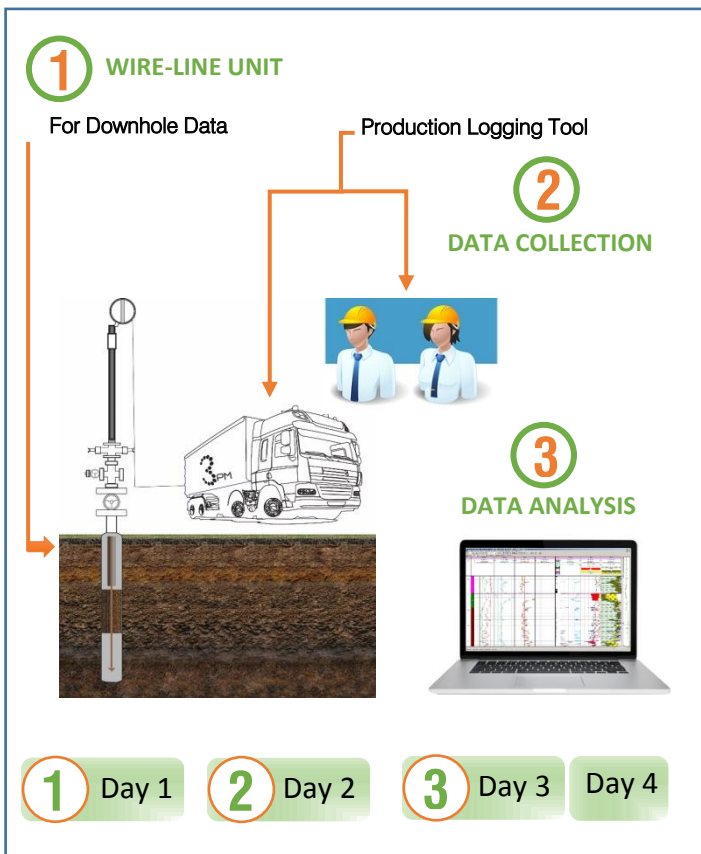 1 WIRE-LINE UNIT
For Downhole Data
Production Logging Tool
2
DATA COLLECTION
3PM
3
DATA ANALYSIS
1 Day 1
2 Day 2
3 Day 3
Day 4